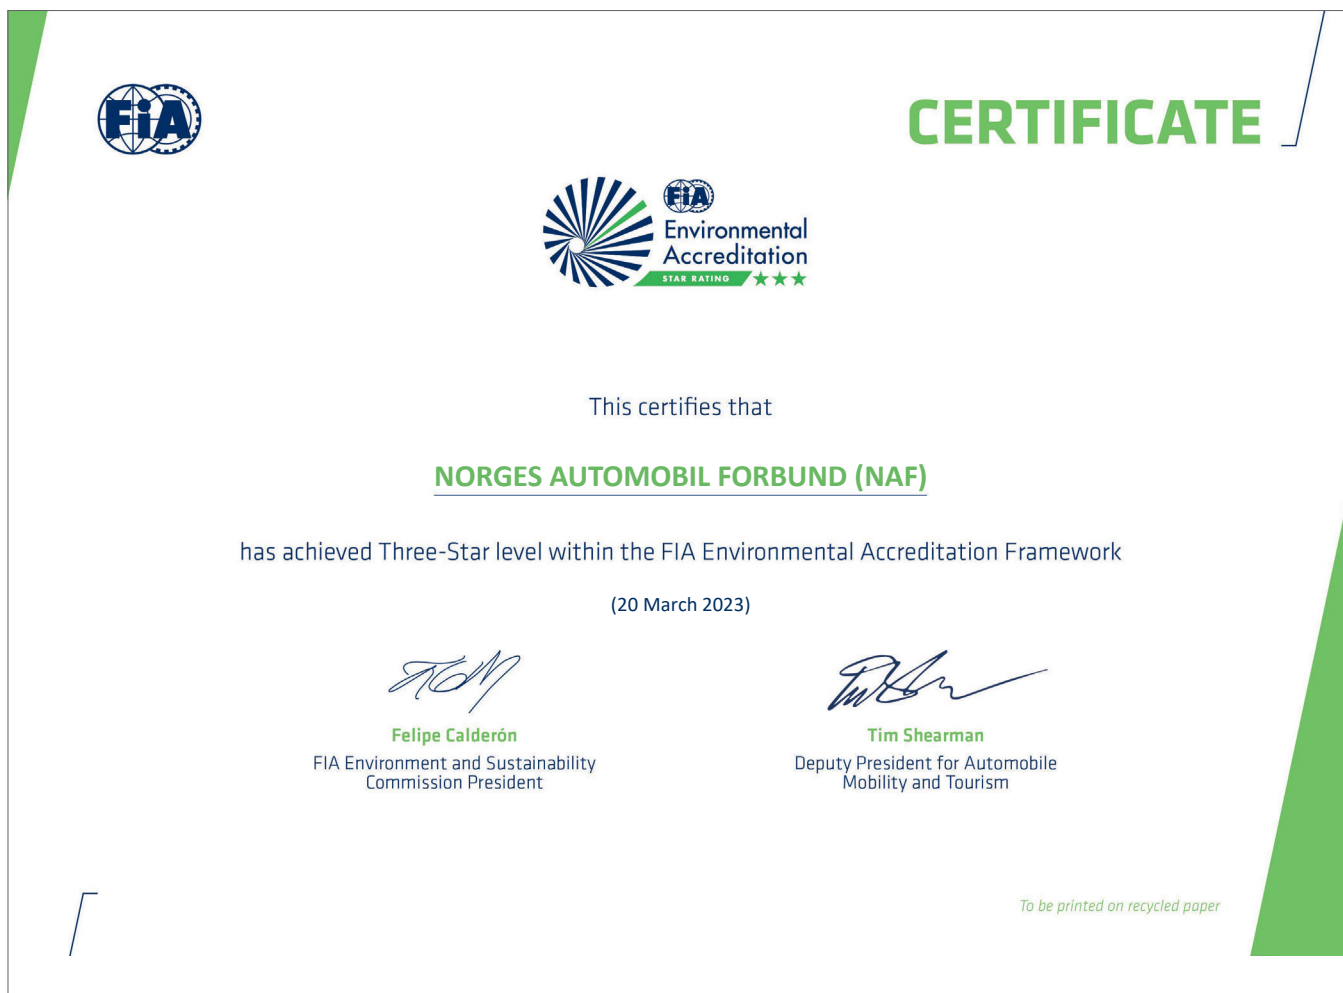 FiA
CERTIFICATE
FiA
Environmental
Accreditation
STAR RATING
This certifies that
NORGES AUTOMOBIL FORBUND (NAF)
has achieved Three-Star level within the FIA Environmental Accreditation Framework
(20 March 2023)
Felipe Calderón
FIA Environment and Sustainability
Commission President
Tim Shearman
Deputy President for Automobile
Mobility and Tourism
To be printed on recycled paper